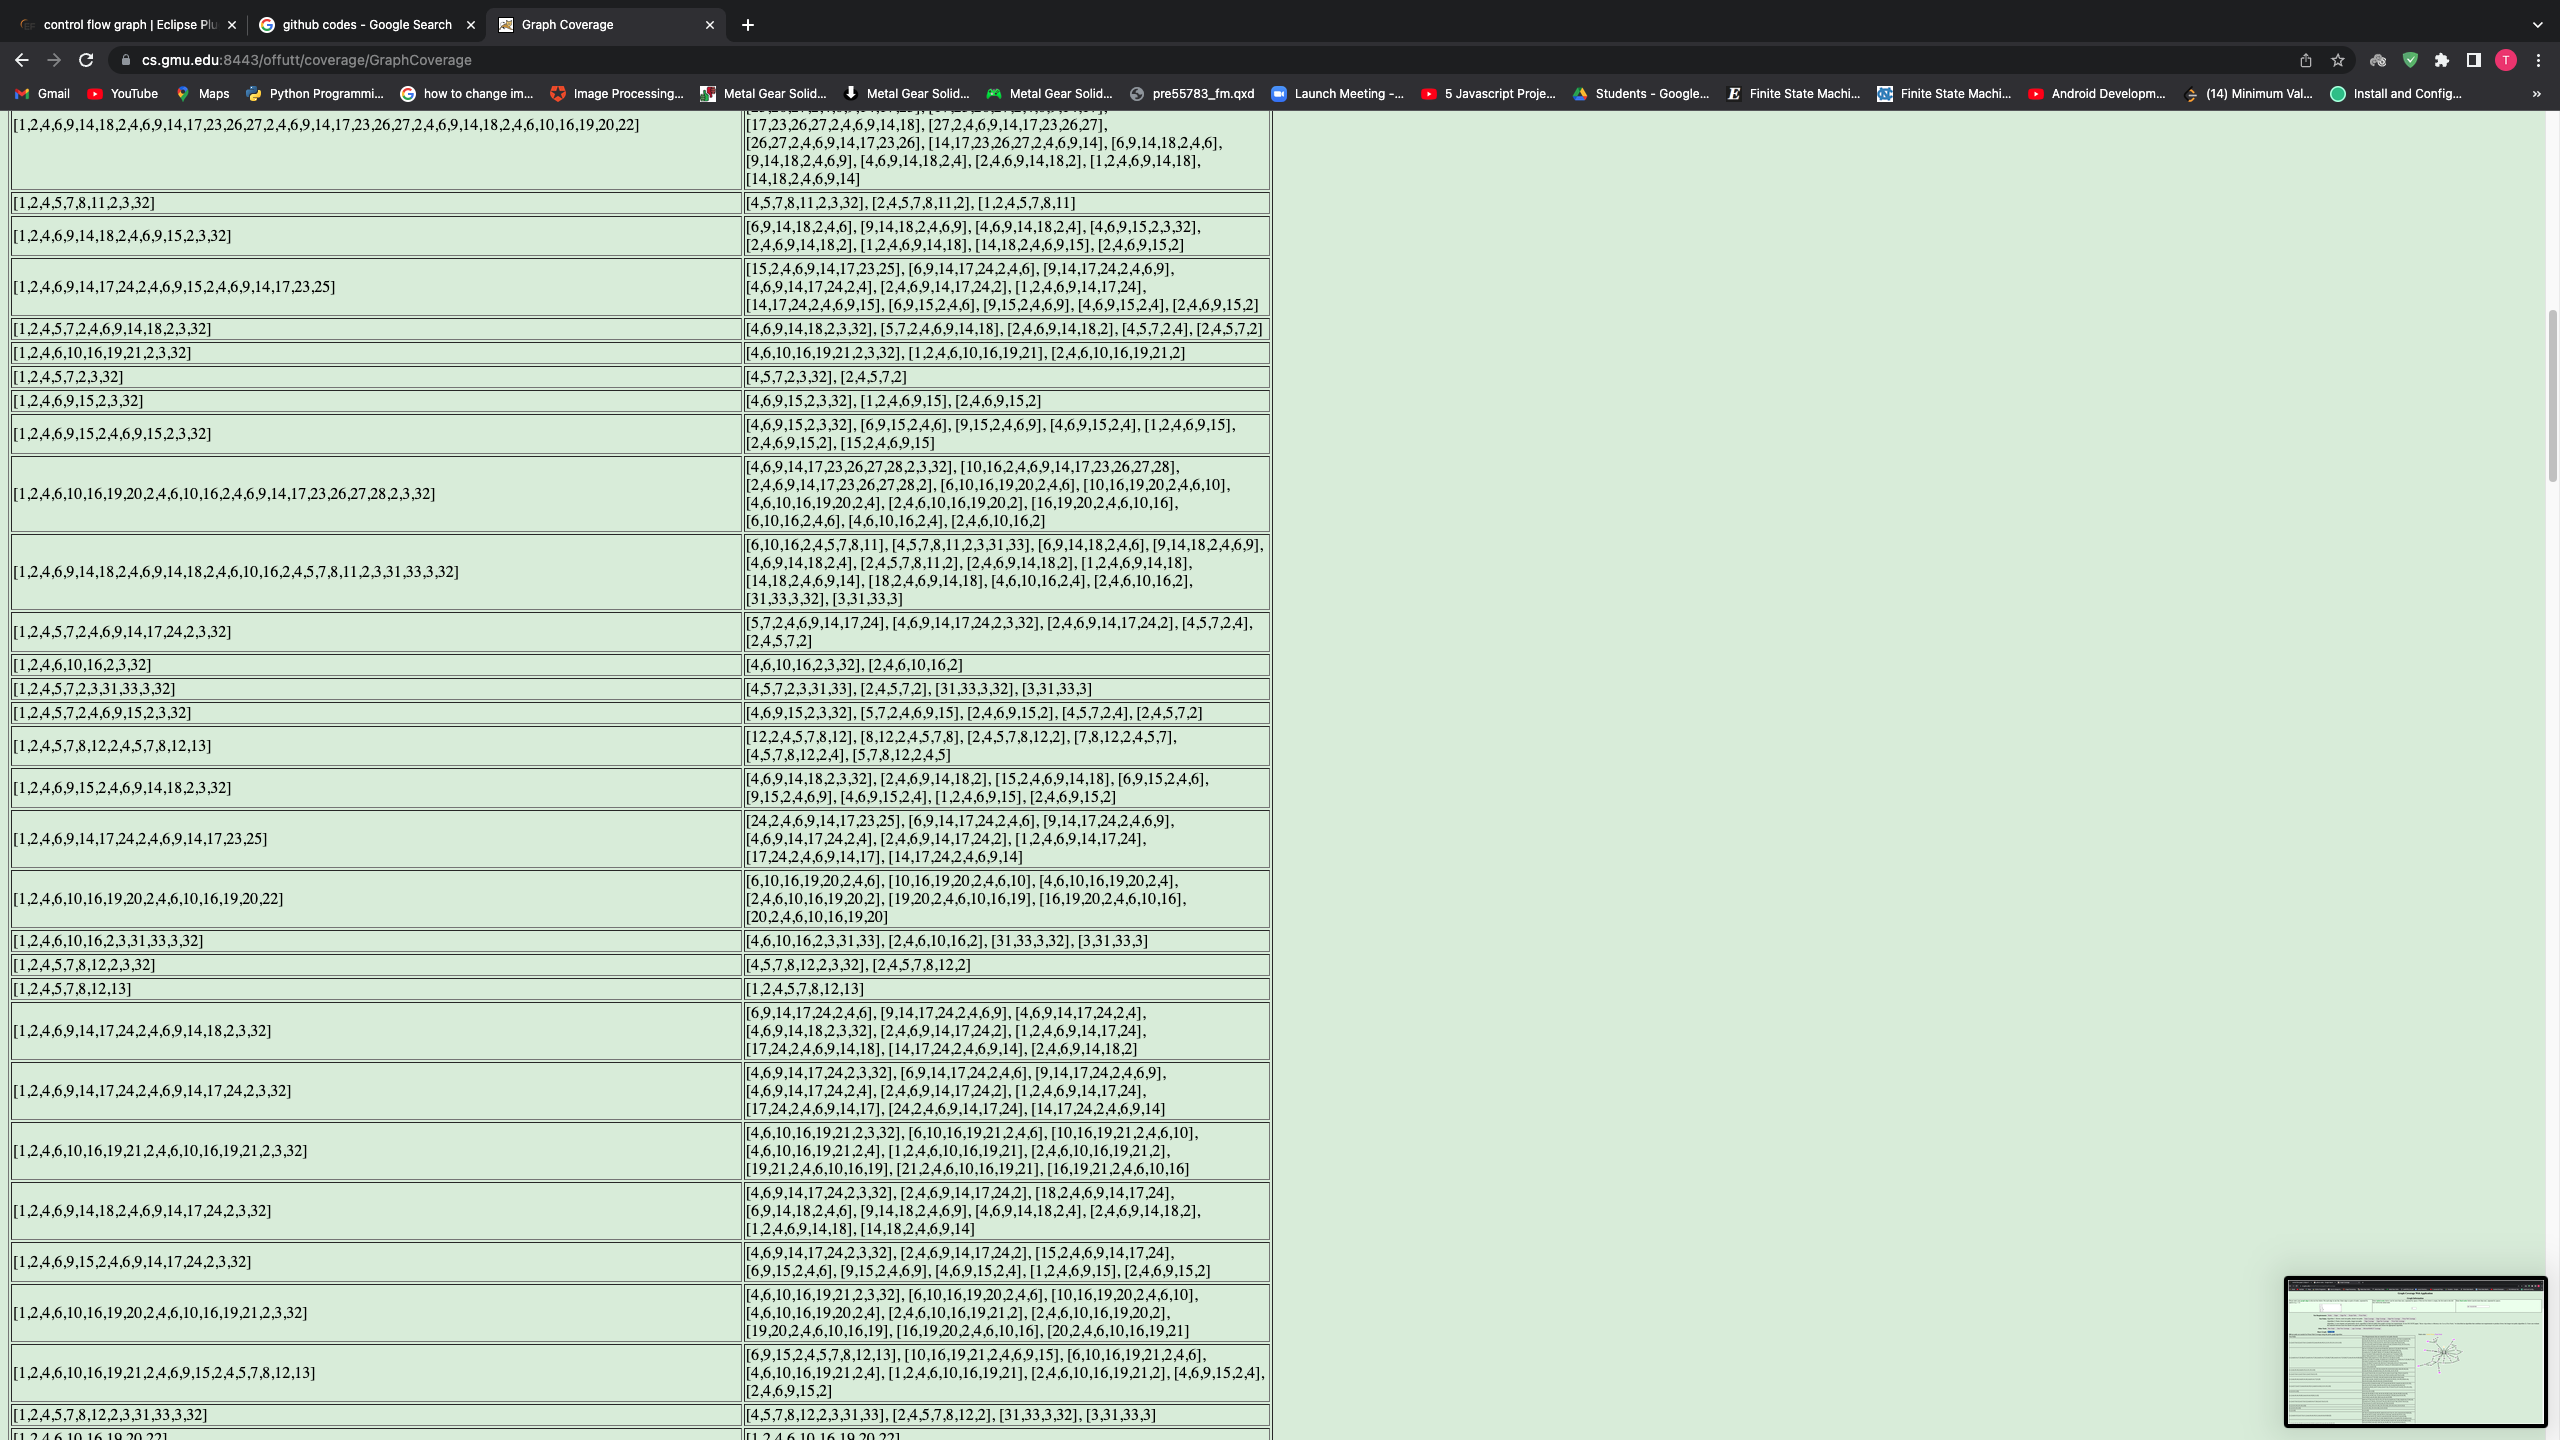 control flow graph | Eclipse Plu
github codes - Google Search
Graph Coverage
cs.gmu.edu:8443/offutt/coverage/GraphCoverage
T
Gmail
YouTube
Maps
Python Programmi...
how to change im...
Image Processing...
Metal Gear Solid...
Metal Gear Solid...
Metal Gear Solid...
pre55783_fm.qxd
Launch Meeting -...
5 Javascript Proje...
Students - Google...
Finite State Machi...
Finite State Machi...
Android Developm...
(14) Minimum Val...
Install and Config...
»
[1,2,4,6,9,14,18,2,4,6,9,14,17,23,26,27,2,4,6,9,14,17,23,26,27,2,4,6,9,14,18,2,4,6,10,16,19,20,22]
[17,23,26,27,2,4,6,9,14,18], [27,2,4,6,9,14,17,23,26,27],
[26,27,2,4,6,9,14,17,23,26], [14,17,23,26,27,2,4,6,9,14], [6,9,14,18,2,4,6],
[9,14,18,2,4,6,9], [4,6,9,14,18,2,4], [2,4,6,9,14,18,2], [1,2,4,6,9,14,18],
[14,18,2,4,6,9,14]
[1,2,4,5,7,8,11,2,3,32]
[4,5,7,8,11,2,3,32], [2,4,5,7,8,11,2], [1,2,4,5,7,8,11]
[1,2,4,6,9,14,18,2,4,6,9,15,2,3,32]
[6,9,14,18,2,4,6], [9,14,18,2,4,6,9], [4,6,9,14,18,2,4], [4,6,9,15,2,3,32],
[2,4,6,9,14,18,2], [1,2,4,6,9,14,18], [14,18,2,4,6,9,15], [2,4,6,9,15,2]
[1,2,4,6,9,14,17,24,2,4,6,9,15,2,4,6,9,14,17,23,25]
[15,2,4,6,9,14,17,23,25], [6,9,14,17,24,2,4,6], [9,14,17,24,2,4,6,9],
[4,6,9,14,17,24,2,4], [2,4,6,9,14,17,24,2], [1,2,4,6,9,14,17,24],
[14,17,24,2,4,6,9,15], [6,9,15,2,4,6], [9,15,2,4,6,9], [4,6,9,15,2,4], [2,4,6,9,15,2]
[1,2,4,5,7,2,4,6,9,14,18,2,3,32]
[4,6,9,14,18,2,3,32], [5,7,2,4,6,9,14,18], [2,4,6,9,14,18,2], [4,5,7,2,4], [2,4,5,7,2]
[1,2,4,6,10,16,19,21,2,3,32]
[4,6,10,16,19,21,2,3,32], [1,2,4,6,10,16,19,21], [2,4,6,10,16,19,21,2]
[1,2,4,5,7,2,3,32]
[4,5,7,2,3,32], [2,4,5,7,2]
[1,2,4,6,9,15,2,3,32]
[4,6,9,15,2,3,32], [1,2,4,6,9,15], [2,4,6,9,15,2]
[1,2,4,6,9,15,2,4,6,9,15,2,3,32]
[4,6,9,15,2,3,32], [6,9,15,2,4,6], [9,15,2,4,6,9], [4,6,9,15,2,4], [1,2,4,6,9,15],
[2,4,6,9,15,2], [15,2,4,6,9,15]
[1,2,4,6,10,16,19,20,2,4,6,10,16,2,4,6,9,14,17,23,26,27,28,2,3,32]
[4,6,9,14,17,23,26,27,28,2,3,32], [10,16,2,4,6,9,14,17,23,26,27,28],
[2,4,6,9,14,17,23,26,27,28,2], [6,10,16,19,20,2,4,6], [10,16,19,20,2,4,6,10],
[4,6,10,16,19,20,2,4], [2,4,6,10,16,19,20,2], [16,19,20,2,4,6,10,16],
[6,10,16,2,4,6], [4,6,10,16,2,4], [2,4,6,10,16,2]
[1,2,4,6,9,14,18,2,4,6,9,14,18,2,4,6,10,16,2,4,5,7,8,11,2,3,31,33,3,32]
[6,10,16,2,4,5,7,8,11], [4,5,7,8,11,2,3,31,33], [6,9,14,18,2,4,6], [9,14,18,2,4,6,9],
[4,6,9,14,18,2,4], [2,4,5,7,8,11,2], [2,4,6,9,14,18,2], [1,2,4,6,9,14,18],
[14,18,2,4,6,9,14], [18,2,4,6,9,14,18], [4,6,10,16,2,4], [2,4,6,10,16,2],
[31,33,3,32], [3,31,33,3]
[1,2,4,5,7,2,4,6,9,14,17,24,2,3,32]
[5,7,2,4,6,9,14,17,24], [4,6,9,14,17,24,2,3,32], [2,4,6,9,14,17,24,2], [4,5,7,2,4],
[2,4,5,7,2]
[1,2,4,6,10,16,2,3,32]
[4,6,10,16,2,3,32], [2,4,6,10,16,2]
[1,2,4,5,7,2,3,31,33,3,32]
[4,5,7,2,3,31,33], [2,4,5,7,2], [31,33,3,32], [3,31,33,3]
[1,2,4,5,7,2,4,6,9,15,2,3,32]
[4,6,9,15,2,3,32], [5,7,2,4,6,9,15], [2,4,6,9,15,2], [4,5,7,2,4], [2,4,5,7,2]
[1,2,4,5,7,8,12,2,4,5,7,8,12,13]
[12,2,4,5,7,8,12], [8,12,2,4,5,7,8], [2,4,5,7,8,12,2], [7,8,12,2,4,5,7],
[4,5,7,8,12,2,4], [5,7,8,12,2,4,5]
[1,2,4,6,9,15,2,4,6,9,14,18,2,3,32]
[4,6,9,14,18,2,3,32], [2,4,6,9,14,18,2], [15,2,4,6,9,14,18], [6,9,15,2,4,6],
[9,15,2,4,6,9], [4,6,9,15,2,4], [1,2,4,6,9,15], [2,4,6,9,15,2]
[1,2,4,6,9,14,17,24,2,4,6,9,14,17,23,25]
[24,2,4,6,9,14,17,23,25], [6,9,14,17,24,2,4,6], [9,14,17,24,2,4,6,9],
[4,6,9,14,17,24,2,4], [2,4,6,9,14,17,24,2], [1,2,4,6,9,14,17,24],
[17,24,2,4,6,9,14,17], [14,17,24,2,4,6,9,14]
[1,2,4,6,10,16,19,20,2,4,6,10,16,19,20,22]
[6,10,16,19,20,2,4,6], [10,16,19,20,2,4,6,10], [4,6,10,16,19,20,2,4],
[2,4,6,10,16,19,20,2], [19,20,2,4,6,10,16,19], [16,19,20,2,4,6,10,16],
[20,2,4,6,10,16,19,20]
[1,2,4,6,10,16,2,3,31,33,3,32]
[4,6,10,16,2,3,31,33], [2,4,6,10,16,2], [31,33,3,32], [3,31,33,3]
[1,2,4,5,7,8,12,2,3,32]
[4,5,7,8,12,2,3,32], [2,4,5,7,8,12,2]
[1,2,4,5,7,8,12,13]
[1,2,4,5,7,8,12,13]
[1,2,4,6,9,14,17,24,2,4,6,9,14,18,2,3,32]
[6,9,14,17,24,2,4,6], [9,14,17,24,2,4,6,9], [4,6,9,14,17,24,2,4],
[4,6,9,14,18,2,3,32], [2,4,6,9,14,17,24,2], [1,2,4,6,9,14,17,24],
[17,24,2,4,6,9,14,18], [14,17,24,2,4,6,9,14], [2,4,6,9,14,18,2]
[1,2,4,6,9,14,17,24,2,4,6,9,14,17,24,2,3,32]
[4,6,9,14,17,24,2,3,32], [6,9,14,17,24,2,4,6], [9,14,17,24,2,4,6,9],
[4,6,9,14,17,24,2,4], [2,4,6,9,14,17,24,2], [1,2,4,6,9,14,17,24],
[17,24,2,4,6,9,14,17], [24,2,4,6,9,14,17,24], [14,17,24,2,4,6,9,14]
[1,2,4,6,10,16,19,21,2,4,6,10,16,19,21,2,3,32]
[4,6,10,16,19,21,2,3,32], [6,10,16,19,21,2,4,6], [10,16,19,21,2,4,6,10],
[4,6,10,16,19,21,2,4], [1,2,4,6,10,16,19,21], [2,4,6,10,16,19,21,2],
[19,21,2,4,6,10,16,19], [21,2,4,6,10,16,19,21], [16,19,21,2,4,6,10,16]
[1,2,4,6,9,14,18,2,4,6,9,14,17,24,2,3,32]
[4,6,9,14,17,24,2,3,32], [2,4,6,9,14,17,24,2], [18,2,4,6,9,14,17,24],
[6,9,14,18,2,4,6], [9,14,18,2,4,6,9], [4,6,9,14,18,2,4], [2,4,6,9,14,18,2],
[1,2,4,6,9,14,18], [14,18,2,4,6,9,14]
[1,2,4,6,9,15,2,4,6,9,14,17,24,2,3,32]
[4,6,9,14,17,24,2,3,32], [2,4,6,9,14,17,24,2], [15,2,4,6,9,14,17,24],
[6,9,15,2,4,6], [9,15,2,4,6,9], [4,6,9,15,2,4], [1,2,4,6,9,15], [2,4,6,9,15,2]
[1,2,4,6,10,16,19,20,2,4,6,10,16,19,21,2,3,32]
[4,6,10,16,19,21,2,3,32], [6,10,16,19,20,2,4,6], [10,16,19,20,2,4,6,10],
[4,6,10,16,19,20,2,4], [2,4,6,10,16,19,21,2], [2,4,6,10,16,19,20,2],
[19,20,2,4,6,10,16,19], [16,19,20,2,4,6,10,16], [20,2,4,6,10,16,19,21]
[1,2,4,6,10,16,19,21,2,4,6,9,15,2,4,5,7,8,12,13]
[6,9,15,2,4,5,7,8,12,13], [10,16,19,21,2,4,6,9,15], [6,10,16,19,21,2,4,6],
[4,6,10,16,19,21,2,4], [1,2,4,6,10,16,19,21], [2,4,6,10,16,19,21,2], [4,6,9,15,2,4],
[2,4,6,9,15,2]
[1,2,4,5,7,8,12,2,3,31,33,3,32]
[4,5,7,8,12,2,3,31,33], [2,4,5,7,8,12,2], [31,33,3,32], [3,31,33,3]
[1,2,4,6,10,16,19,20,22]
[1,2,4,6,10,16,19,20,22]